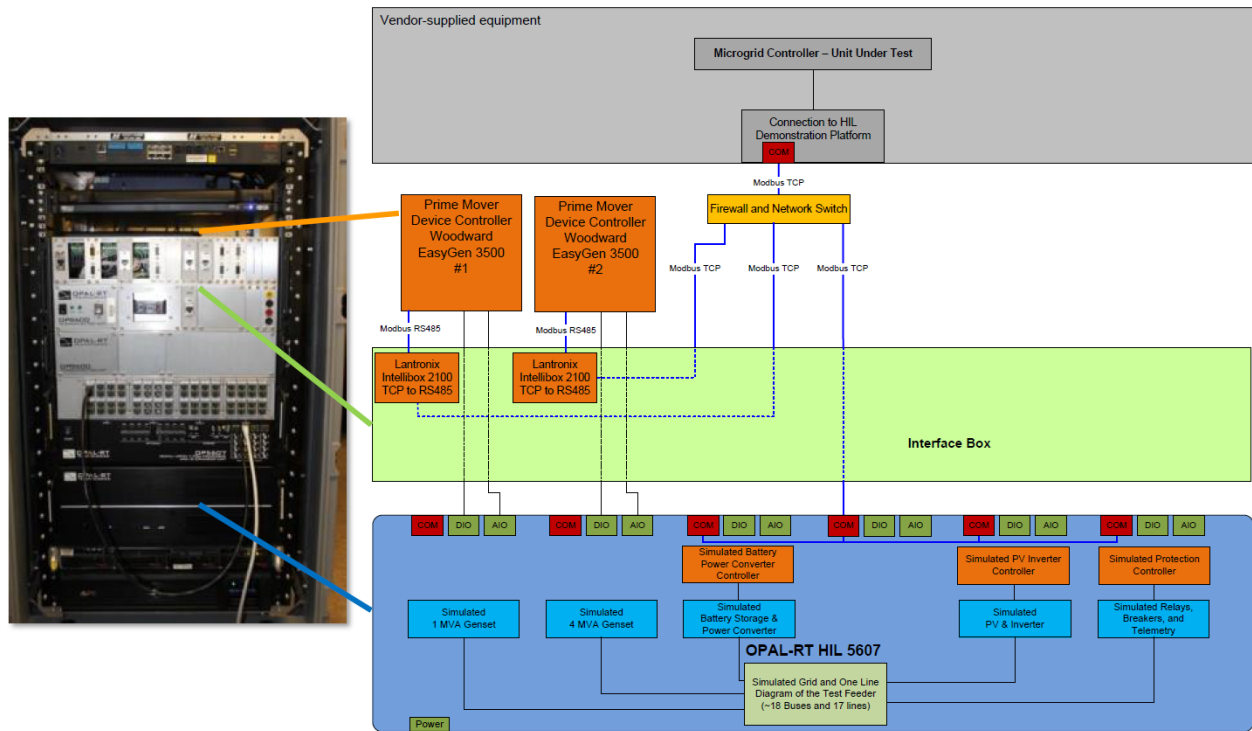 Vendor-supplied equipment
Microgrid Controller – Unit Under Test
Connection to HIL
Demonstration Platform
COM
Modbus TCP
Firewall and Network Switch
Prime Mover
Device Controller
Woodward
EasyGen 3500
#1
Prime Mover
Device Controller
Woodward
EasyGen 3500
#2
Modbus TCP
Modbus TCP
Modbus TCP
Modbus RS485
Modbus RS485
Lantronix
Intellibox 2100
TCP to RS485
Lantronix
Intellibox 2100
TCP to RS485
Interface Box
COM DIO AIO
COM DIO AIO
COM DIO AIO
COM DIO AIO
COM DIO AIO
COM DIO AIO
Simulated Battery
Power Converter
Controller
Simulated PV Inverter
Controller
Simulated Protection
Controller
Simulated
1 MVA Genset
Simulated
4 MVA Genset
Simulated
Battery Storage &
Power Converter
Simulated
PV & Inverter
Simulated Relays,
Breakers, and
Telemetry
OPAL-RT HIL 5607
Simulated Grid and One Line
Diagram of the Test Feeder
(~18 Buses and 17 lines)
Power
OPAL-RT
OP8600
OPAL-RT
OP5607
OPAL-RT